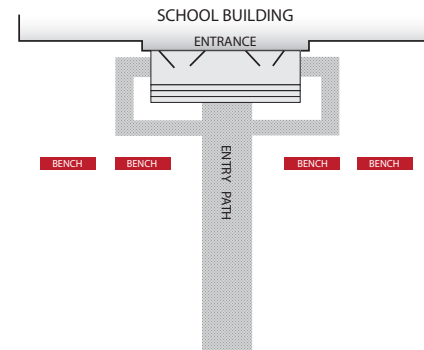 SCHOOL BUILDING
ENTRANCE
ENTRY PATH
BENCH
BENCH
BENCH
BENCH